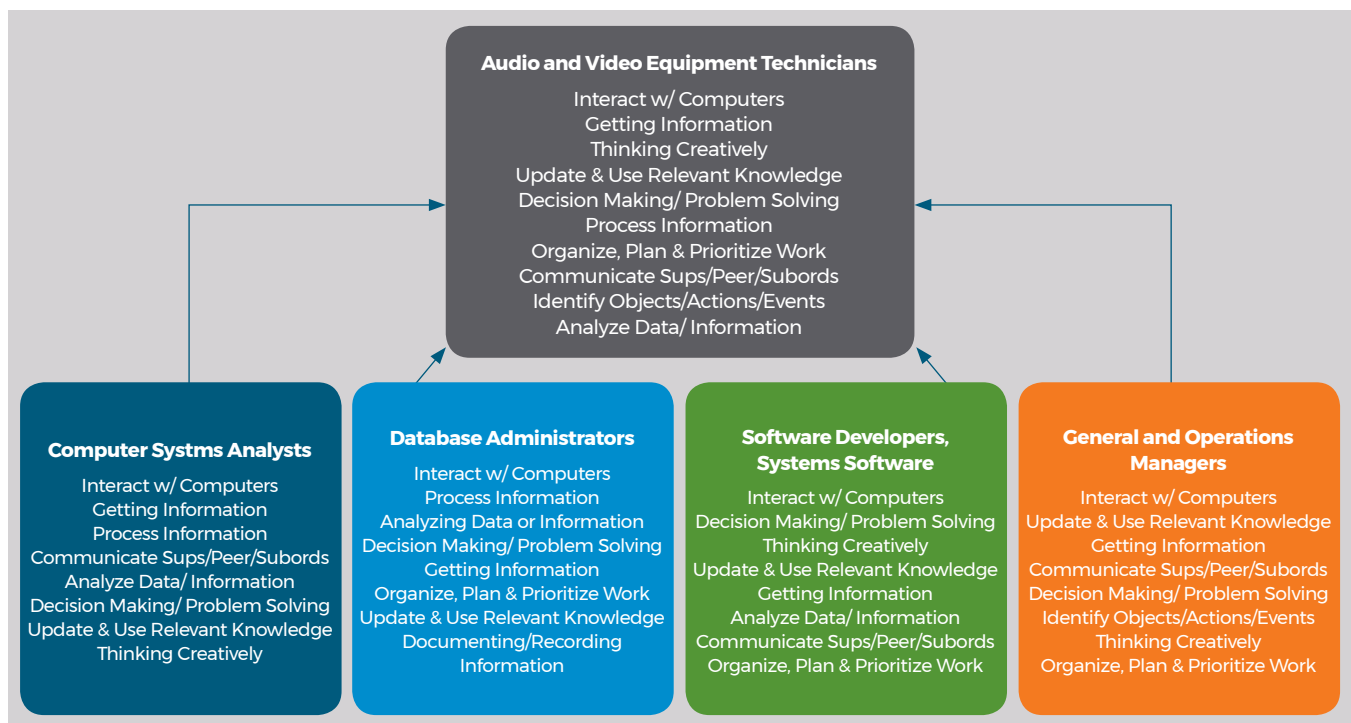 Audio and Video Equipment Technicians
Interact w/ Computers
Getting Information
Thinking Creatively
Update & Use Relevant Knowledge
Decision Making/ Problem Solving
Process Information
Organize, Plan & Prioritize Work
Communicate Sups/Peer/Subords
Identify Objects/Actions/Events
Analyze Data/ Information
Computer Systms Analysts
Interact w/ Computers
Getting Information
Process Information
Communicate Sups/Peer/Subords
Analyze Data/ Information
Decision Making/ Problem Solving
Update & Use Relevant Knowledge
Thinking Creatively
Database Administrators
Interact w/ Computers
Process Information
Analyzing Data or Information
Decision Making/ Problem Solving
Getting Information
Organize, Plan & Prioritize Work
Update & Use Relevant Knowledge
Documenting/Recording
Information
Software Developers,
Systems Software
Interact w/ Computers
Decision Making/ Problem Solving
Thinking Creatively
Update & Use Relevant Knowledge
Getting Information
Analyze Data/ Information
Communicate Sups/Peer/Subords
Organize, Plan & Prioritize Work
General and Operations
Managers
Interact w/ Computers
Update & Use Relevant Knowledge
Getting Information
Communicate Sups/Peer/Subords
Decision Making/ Problem Solving
Identify Objects/Actions/Events
Thinking Creatively
Organize, Plan & Prioritize Work